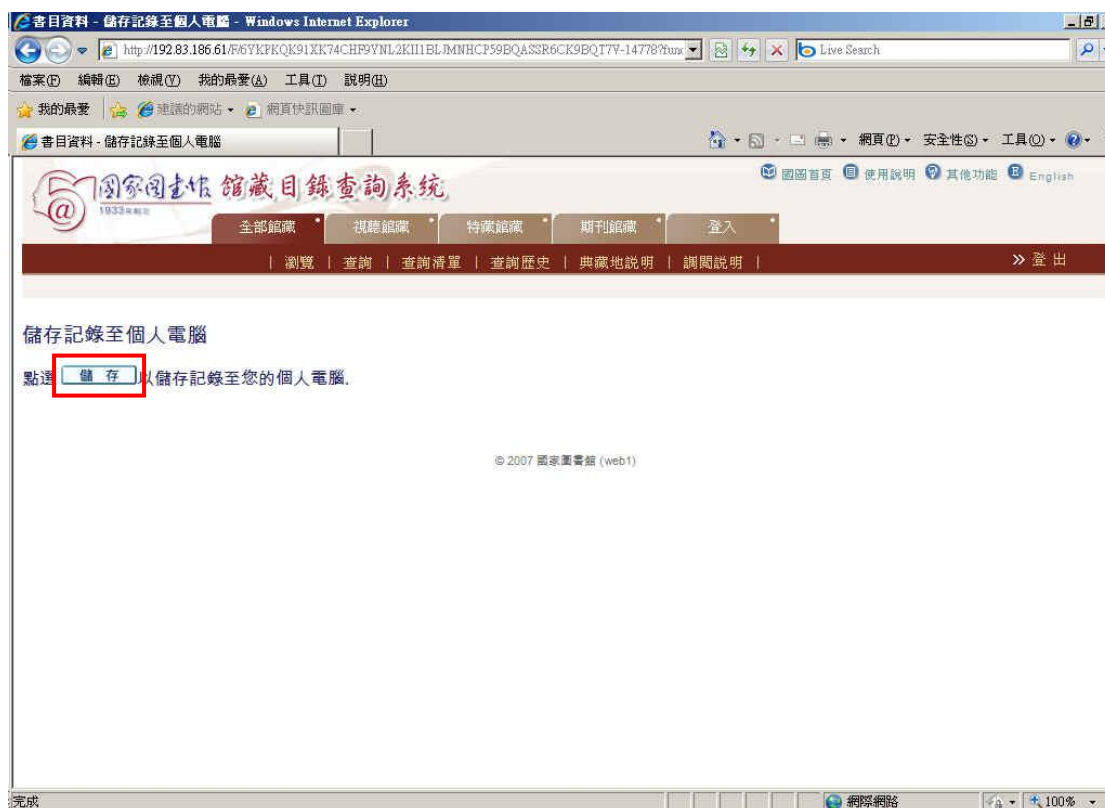 書目資料 - 儲存記錄至個人電腦 - Windows Internet Explorer
Live Search
檔案(F) 編輯(E) 檢視(V) 我的最愛(A) 工具(T) 說明(H)
我的最愛 建議的網站 網頁快訊圖庫
書目資料 - 儲存記錄至個人電腦 網頁(P) 安全性(S) 工具(O)
國家圖書館 館藏目錄查詢系統 國圖首頁 使用說明 其他功能 English
全部館藏 視聽館藏 特藏館藏 期刊館藏 登入
| 瀏覽 | 查詢 | 查詢清單 | 查詢歷史 | 典藏地說明 | 調閱說明 | » 登出
儲存記錄至個人電腦
點選 儲 存 以儲存記錄至您的個人電腦.
© 2007 國家圖書館 (web1)
完成 網際網路 100%